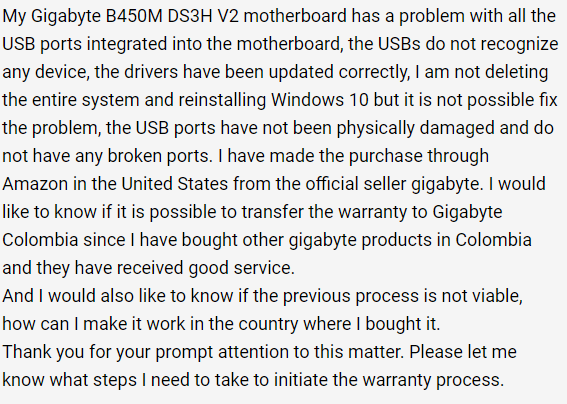 My Gigabyte B450M DS3H V2 motherboard has a problem with all the
USB ports integrated into the motherboard, the USBs do not recognize
any device, the drivers have been updated correctly, I am not deleting
the entire system and reinstalling Windows 10 but it is not possible fix
the problem, the USB ports have not been physically damaged and do
not have any broken ports. I have made the purchase through
Amazon in the United States from the official seller gigabyte. I would
like to know if it is possible to transfer the warranty to Gigabyte
Colombia since I have bought other gigabyte products in Colombia
and they have received good service.
And I would also like to know if the previous process is not viable,
how can I make it work in the country where I bought it.
Thank you for your prompt attention to this matter. Please let me
know what steps I need to take to initiate the warranty process.